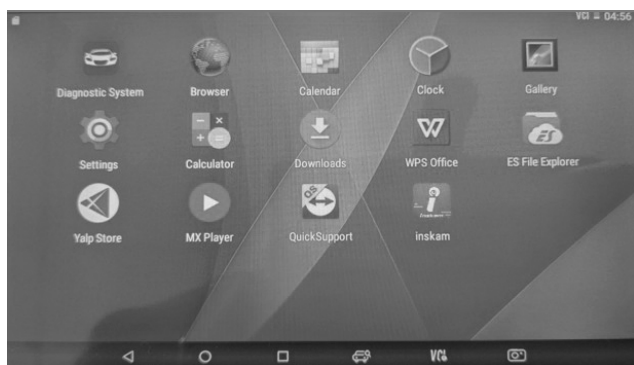 VCI 04:56
Diagnostic System
Browser
Calendar
Clock
Gallery
Settings
Calculator
Downloads
WPS Office
ES File Explorer
OS
Yalp Store
MX Player
QuickSupport
inskam
VCI